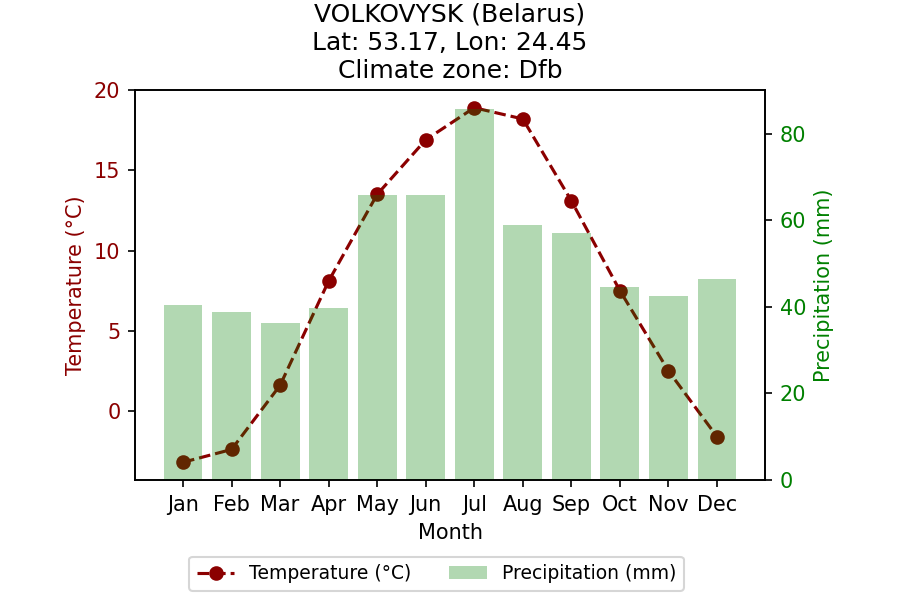 VOLKOVYSK (Belarus)
Lat: 53.17, Lon: 24.45
Climate zone: Dfb
20
15
10
5
0
Temperature (°C)
80
60
40
20
0
Precipitation (mm)
Jan Feb Mar Apr May Jun Jul Aug Sep Oct Nov Dec
Month
Temperature (°C) Precipitation (mm)